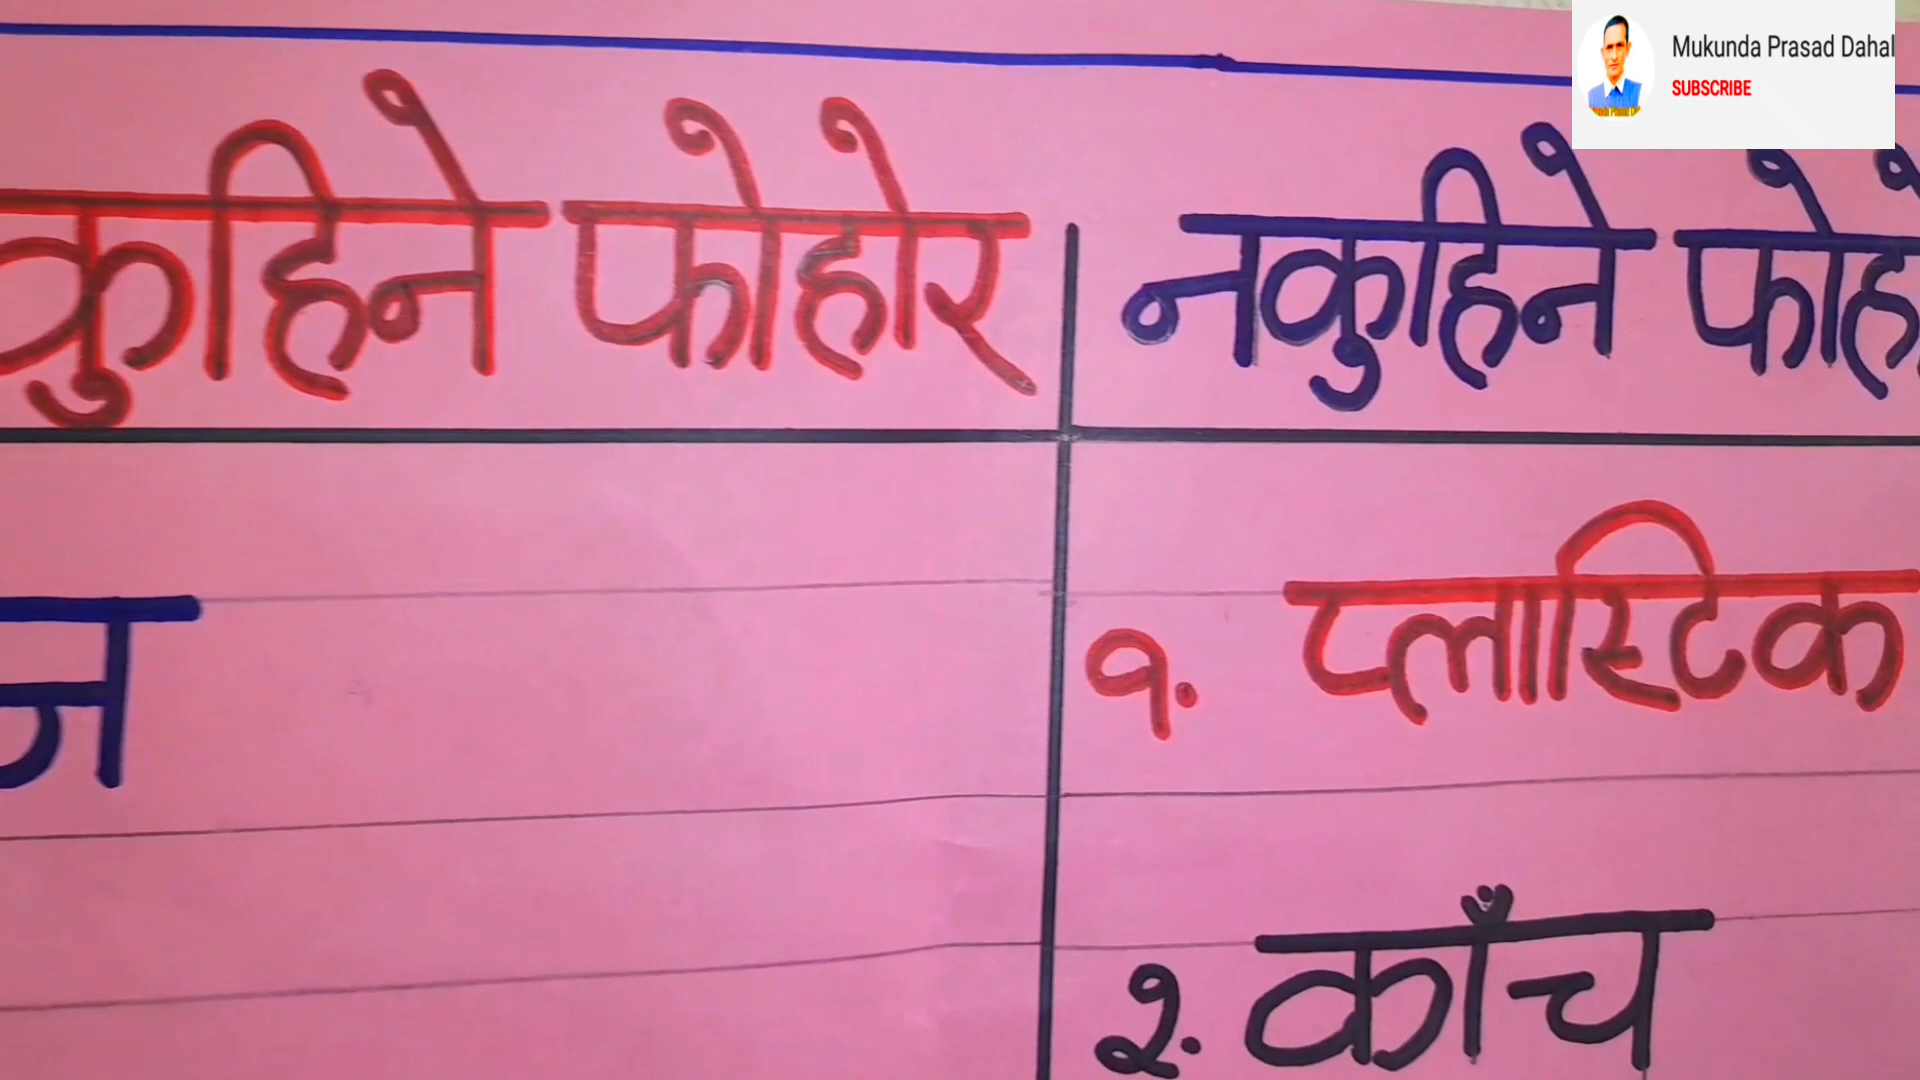 Mukunda Prasad Dahal
SUBSCRIBE
कुहिने फोहोर
नकुहिने
१. प्लास्टिक
२. काँच